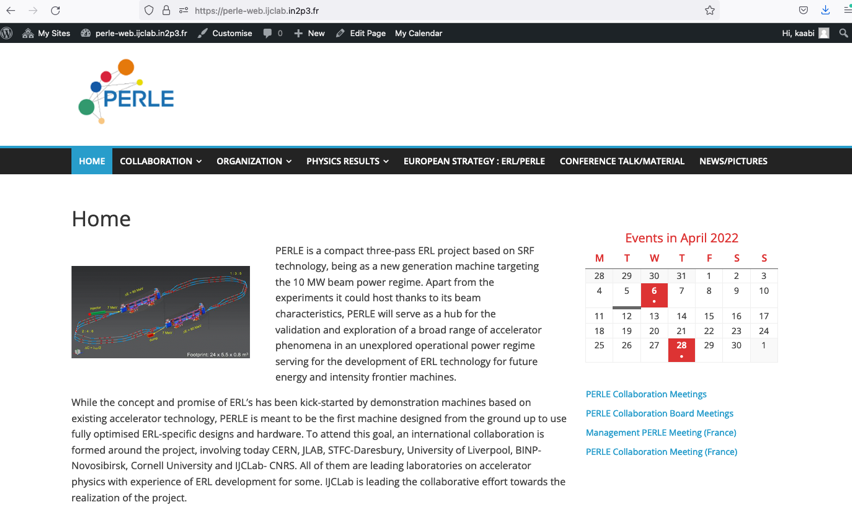 https://perle-web.ijclab.in2p3.fr
My Sites perle-web.ijclab.in2p3.fr Customise 0 New Edit Page My Calendar Hi, kaabi
PERLE
HOME COLLABORATION ORGANIZATION PHYSICS RESULTS EUROPEAN STRATEGY : ERL/PERLE CONFERENCE TALK/MATERIAL NEWS/PICTURES
Home
PERLE is a compact three-pass ERL project based on SRF
technology, being as a new generation machine targeting
the 10 MW beam power regime. Apart from the
experiments it could host thanks to its beam
characteristics, PERLE will serve as a hub for the
validation and exploration of a broad range of accelerator
phenomena in an unexplored operational power regime
serving for the development of ERL technology for future
energy and intensity frontier machines.
Footprint: 24 x 5.5 x 0.8 m³
While the concept and promise of ERL's has been kick-started by demonstration machines based on
existing accelerator technology, PERLE is meant to be the first machine designed from the ground up to use
fully optimised ERL-specific designs and hardware. To attend this goal, an international collaboration is
formed around the project, involving today CERN, JLAB, STFC-Daresbury, University of Liverpool, BINP-
Novosibirsk, Cornell University and IJCLab- CNRS. All of them are leading laboratories on accelerator
physics with experience of ERL development for some. IJCLab is leading the collaborative effort towards the
realization of the project.
Events in April 2022
M T W T F S S
28 29 30 31 1 2 3
4 5 6 7 8 9 10
11 12 13 14 15 16 17
18 19 20 21 22 23 24
25 26 27 28 29 30 1
PERLE Collaboration Meetings
PERLE Collaboration Board Meetings
Management PERLE Meeting (France)
PERLE Collaboration Meeting (France)